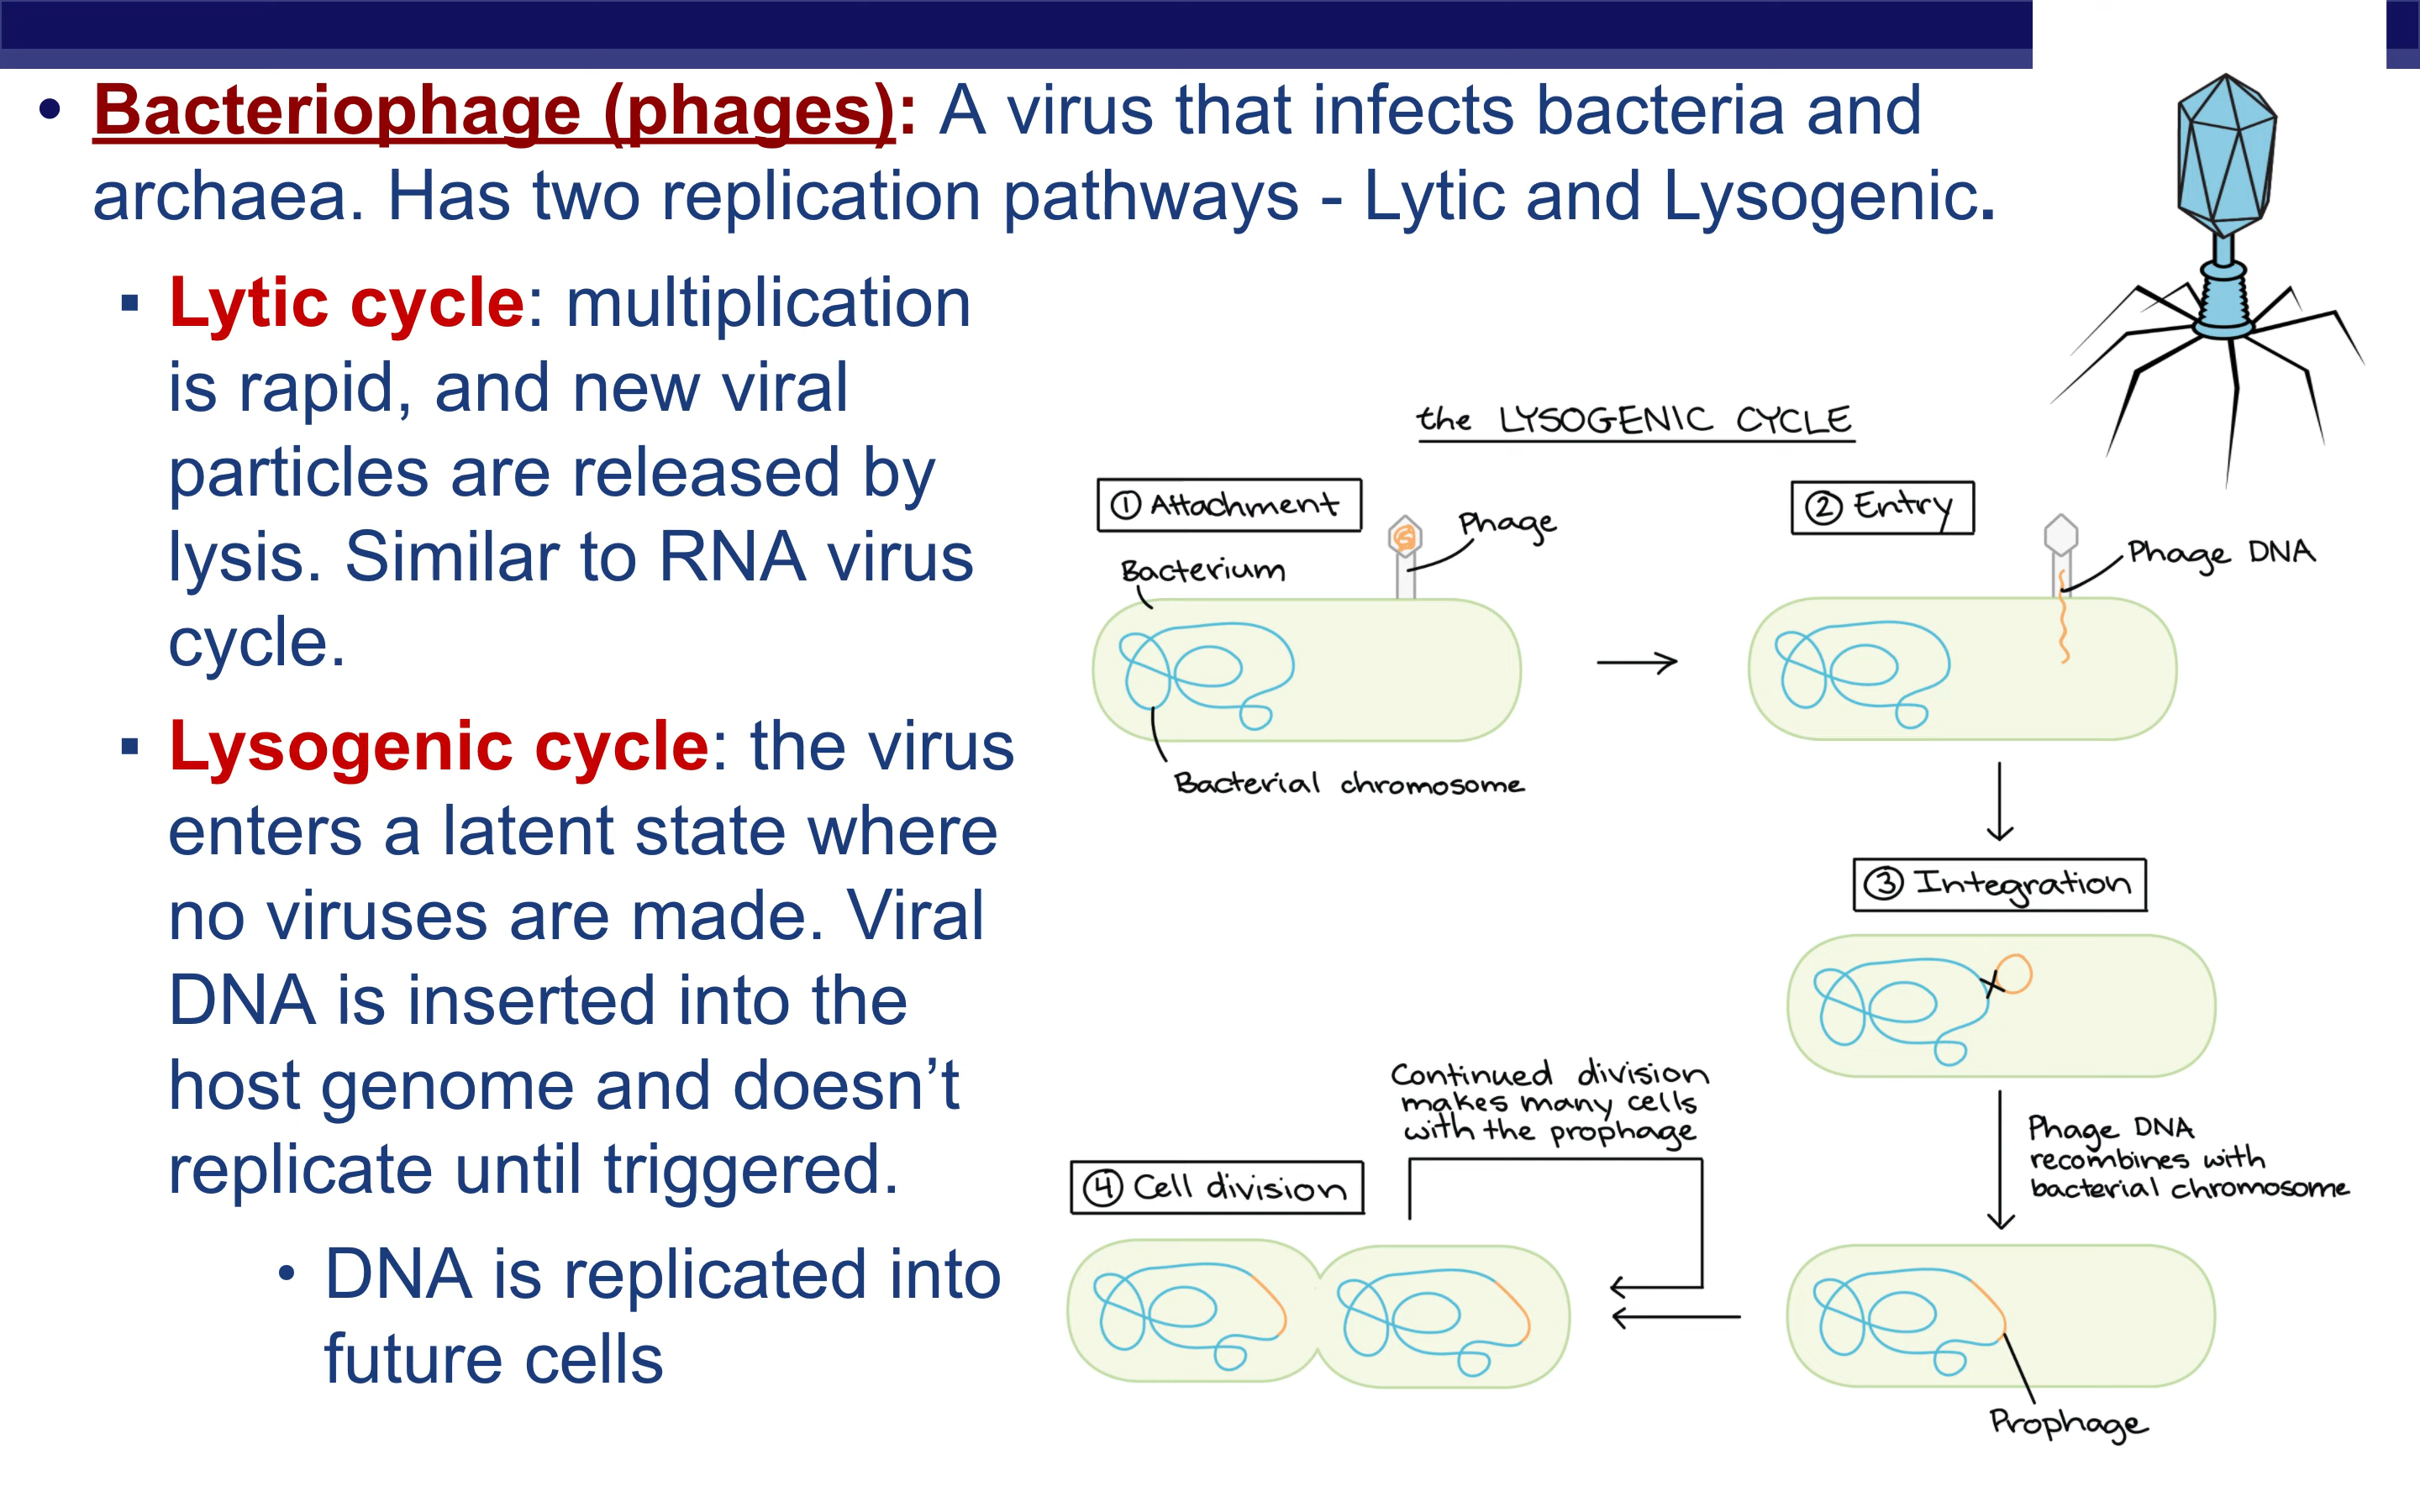 • Bacteriophage (phages): A virus that infects bacteria and
archaea. Has two replication pathways - Lytic and Lysogenic.
▪ Lytic cycle: multiplication
is rapid, and new viral
particles are released by
lysis. Similar to RNA virus
cycle.
▪ Lysogenic cycle: the virus
enters a latent state where
no viruses are made. Viral
DNA is inserted into the
host genome and doesn’t
replicate until triggered.
• DNA is replicated into
future cells
the LYSOGENIC CYCLE
① Attachment
Phage
Bacterium
Bacterial chromosome
② Entry
Phage DNA
③ Integration
Phage DNA
recombines with
bacterial chromosome
Prophage
Continued division
makes many cells
with the prophage
④ Cell division